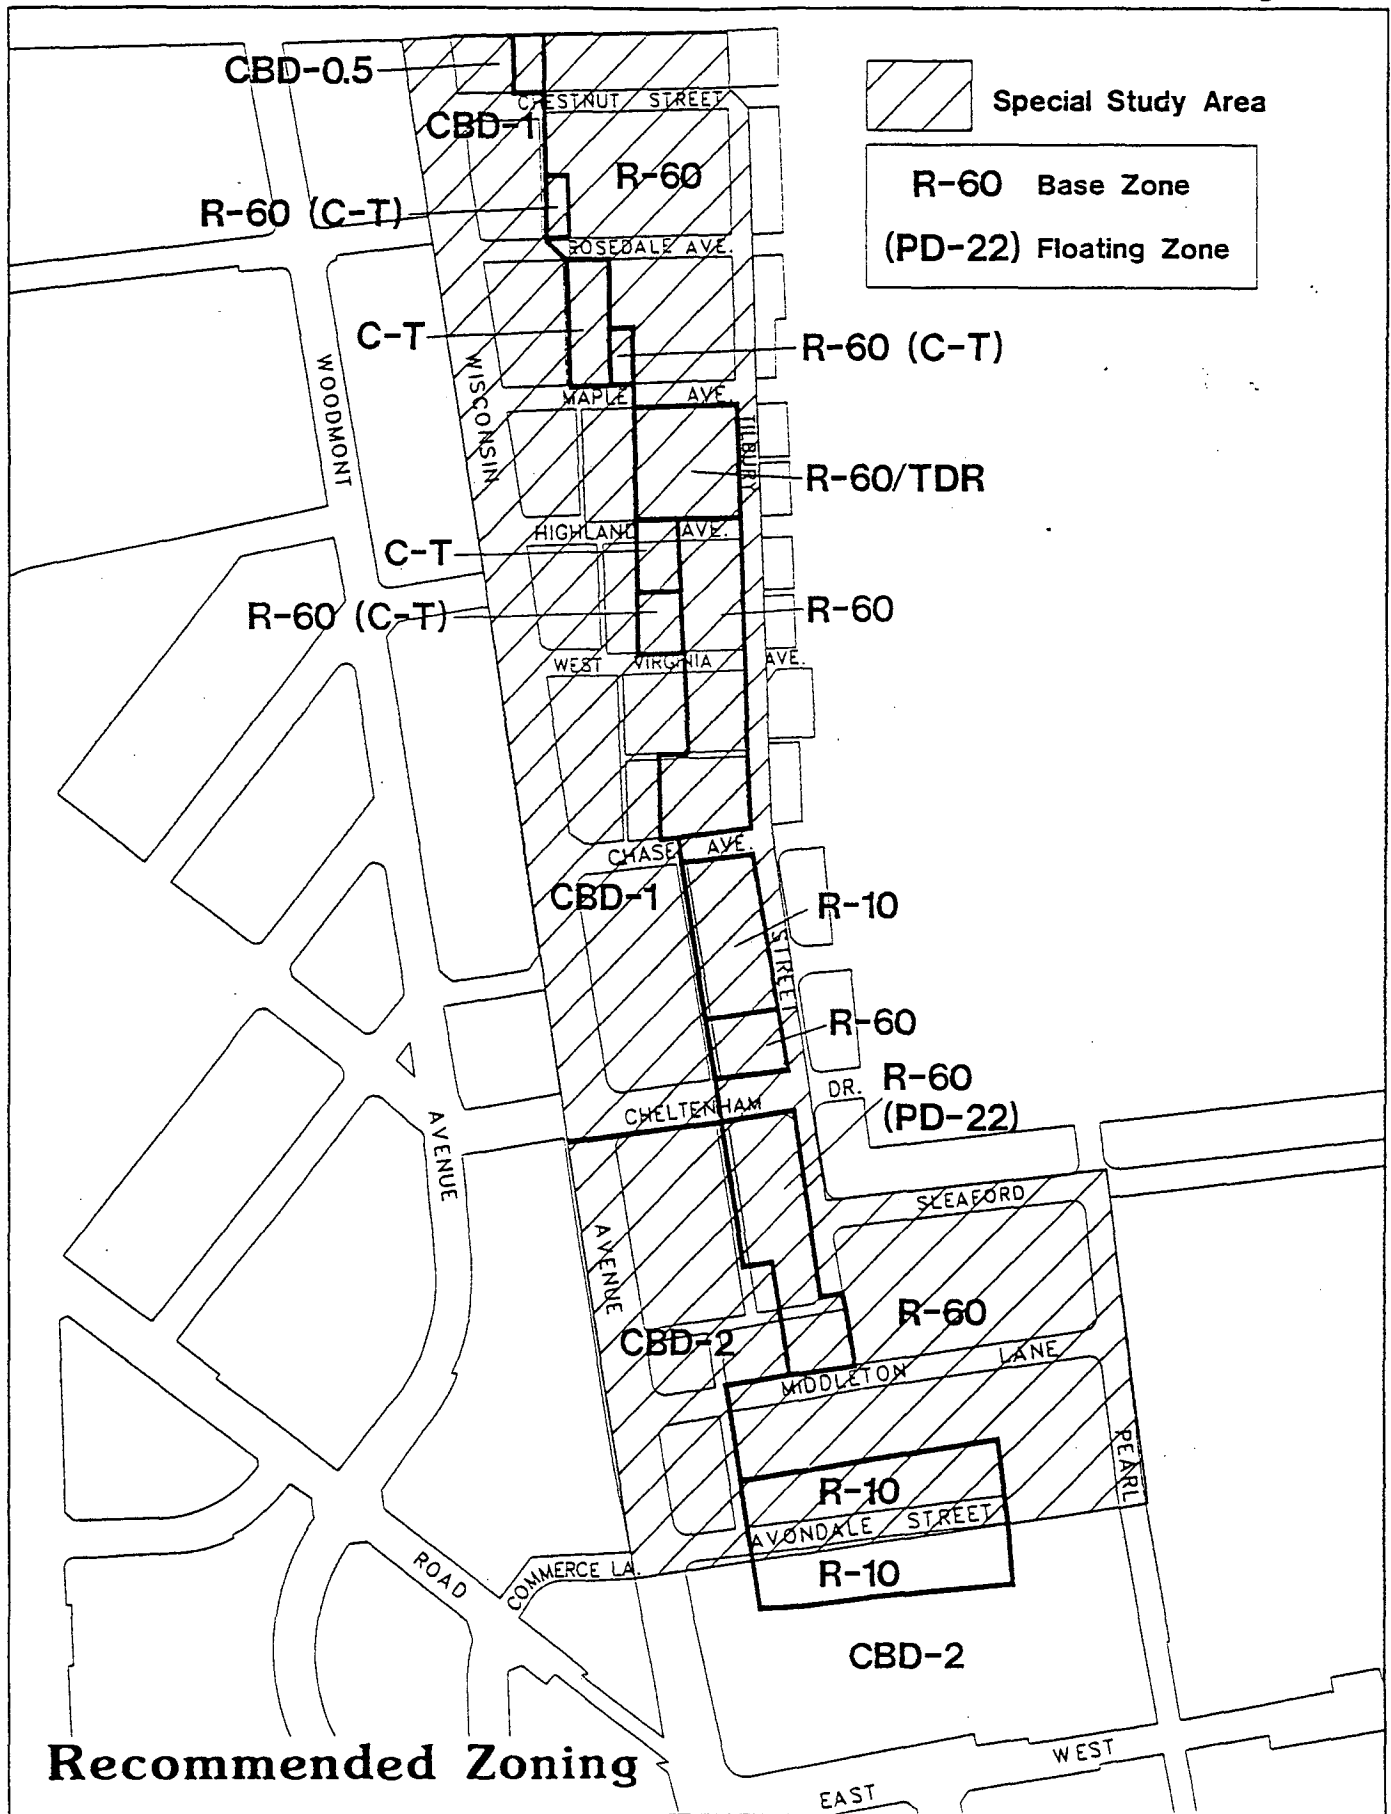 CBD-0.5
Special Study Area
CHESTNUT STREET
CBD-1
R-60 Base Zone
(PD-22) Floating Zone
R-60
R-60 (C-T)
ROSEDALE AVE.
C-T
R-60 (C-T)
WOODMONT
WISCONSIN
MAPLE AVE.
TILBURY
R-60/TDR
HIGHLAND AVE.
C-T
R-60 (C-T)
R-60
WEST VIRGINIA AVE.
CHASE AVE.
CBD-1
R-10
STREET
R-60
DR.
R-60
(PD-22)
CHELTENHAM
AVENUE
SLEAFORD
AVENUE
R-60
CBD-2
LANE
MIDDLETON
PEARL
R-10
AVONDALE STREET
ROAD
COMMERCE LA.
R-10
CBD-2
Recommended Zoning
WEST
EAST